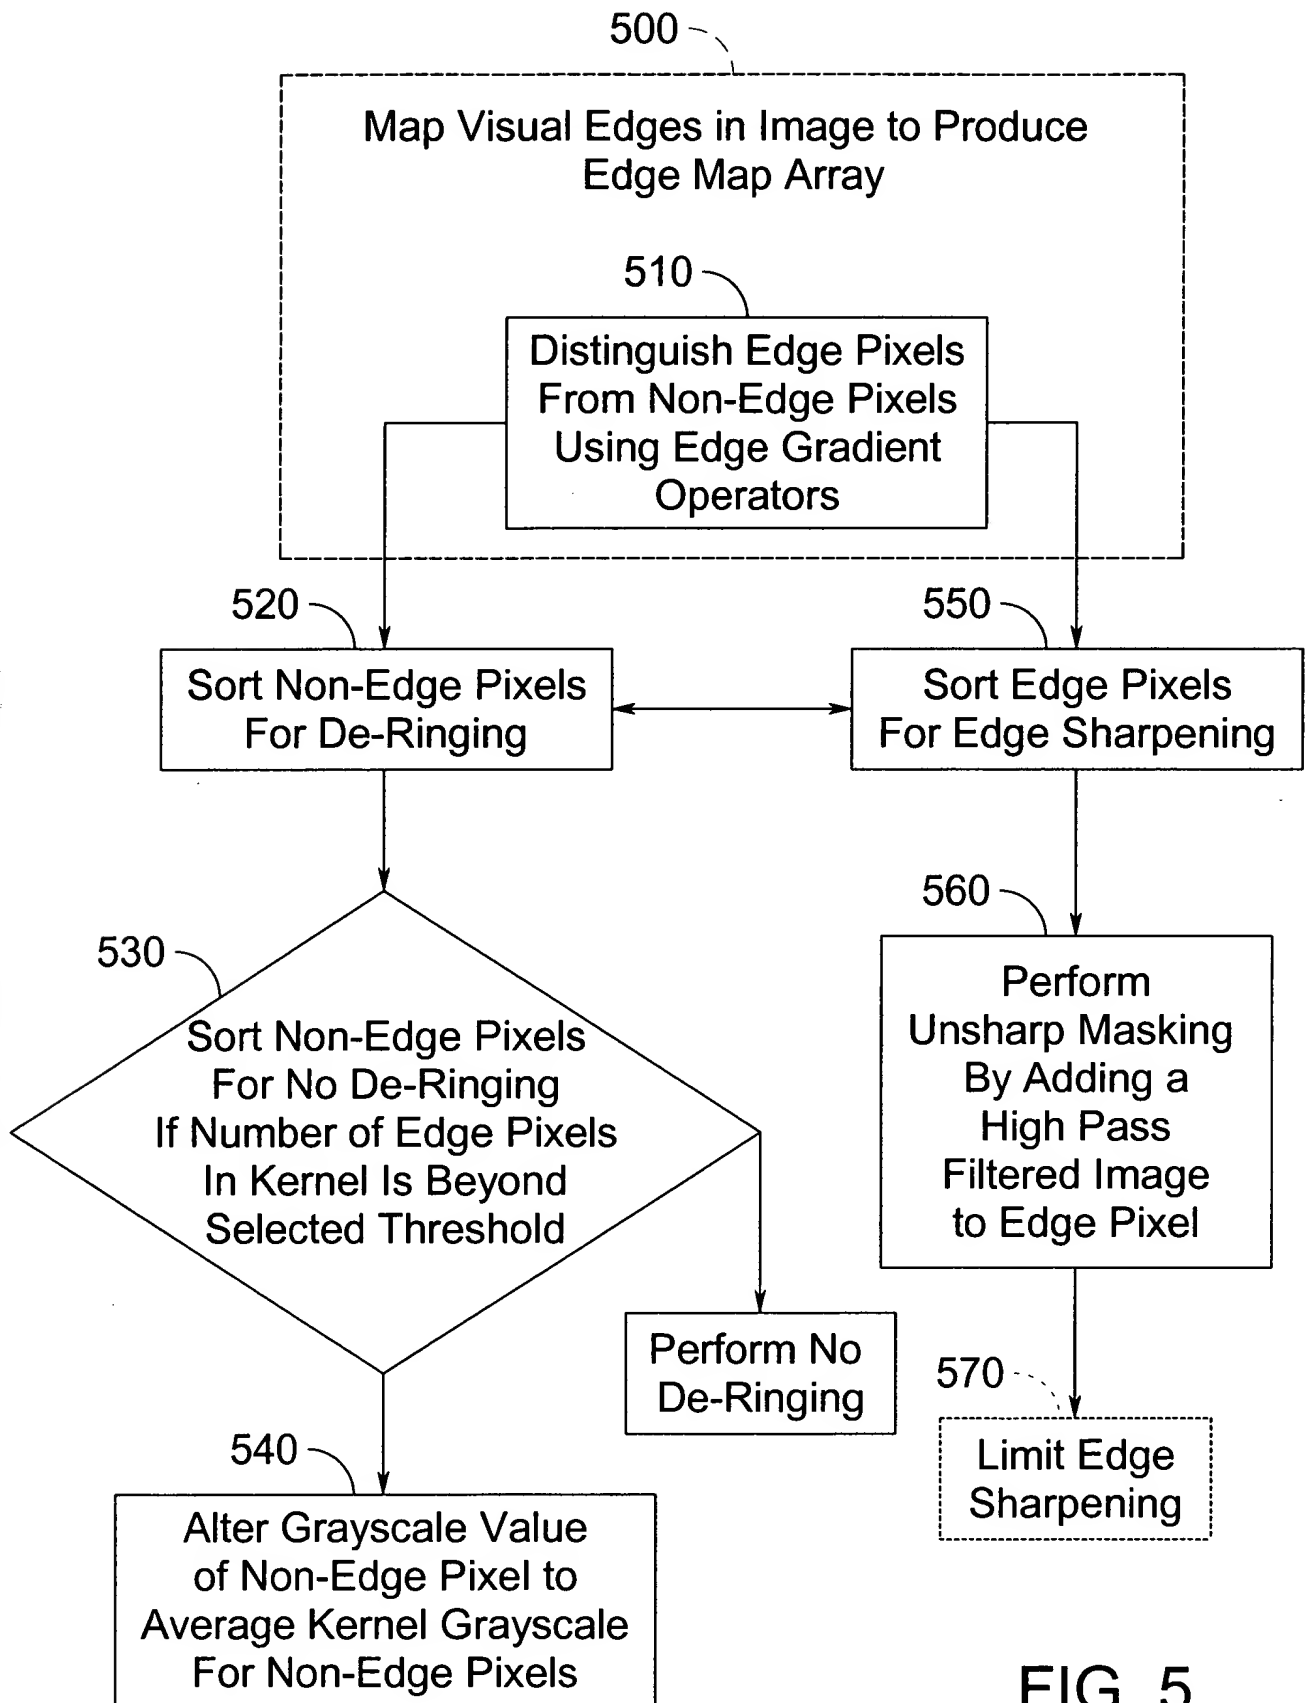 500
Map Visual Edges in Image to Produce
Edge Map Array
510
Distinguish Edge Pixels
From Non-Edge Pixels
Using Edge Gradient
Operators
520
Sort Non-Edge Pixels
For De-Ringing
550
Sort Edge Pixels
For Edge Sharpening
530
Sort Non-Edge Pixels
For No De-Ringing
If Number of Edge Pixels
In Kernel Is Beyond
Selected Threshold
560
Perform
Unsharp Masking
By Adding a
High Pass
Filtered Image
to Edge Pixel
Perform No
De-Ringing
570
Limit Edge
Sharpening
540
Alter Grayscale Value
of Non-Edge Pixel to
Average Kernel Grayscale
For Non-Edge Pixels
FIG. 5